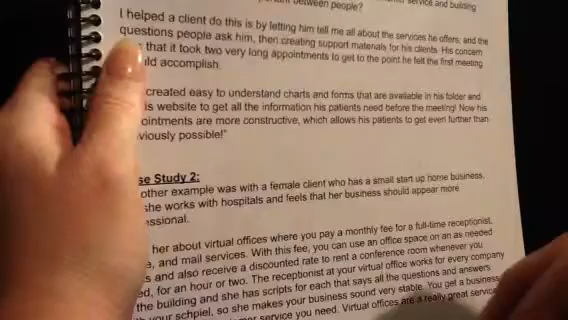 between people?
service and building
I helped a client do this is by letting him tell me all about the services he offers, and the
questions people ask him, then creating support materials for his clients. His concern
that it took two very long appointments to get to the point he felt the first meeting
uld accomplish.
created easy to understand charts and forms that are available in his folder and
is website to get all the information his patients need before the meeting! Now his
ointments are more constructive, which allows his patients to get even further than
viously possible!"
se Study 2:
other example was with a female client who has a small start up home business,
she works with hospitals and feels that her business should appear more
essional.
her about virtual offices where you pay a monthly fee for a full-time receptionist,
e, and mail services. With this fee, you can use an office space on an as needed
s and also receive a discounted rate to rent a conference room whenever you
ed, for an hour or two. The receptionist at your virtual office works for every company
the building and she has scripts for each that says all the questions and answers
your schpiel, so she makes your business sound very stable. You get a business
service you need. Virtual offices are a really great service